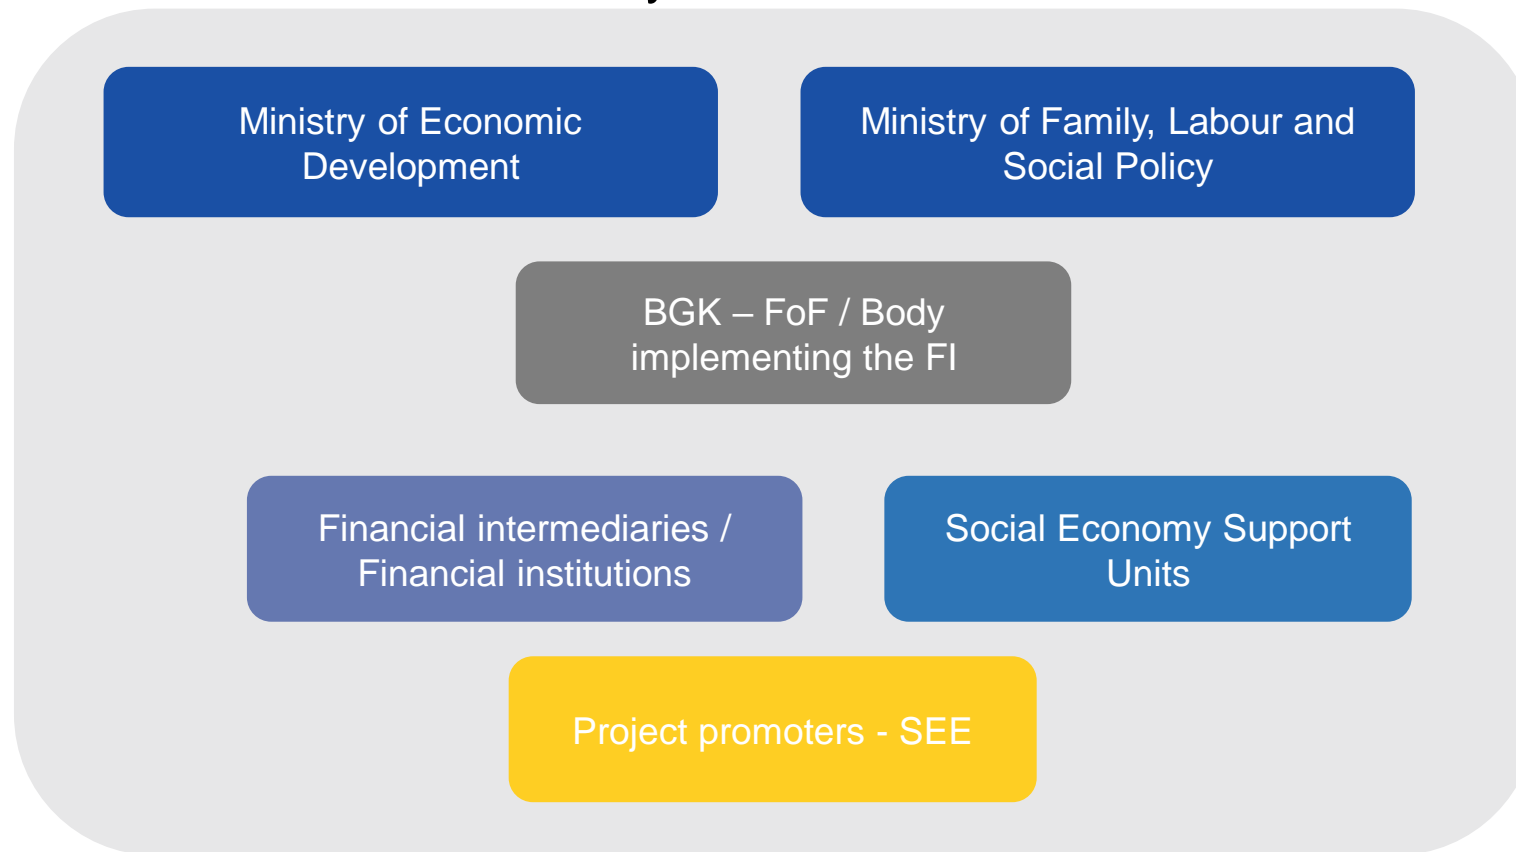 Ministry of Economic
Development
Ministry of Family, Labour and
Social Policy
BGK – FoF / Body
implementing the FI
Financial intermediaries /
Financial institutions
Social Economy Support
Units
Project promoters - SEE